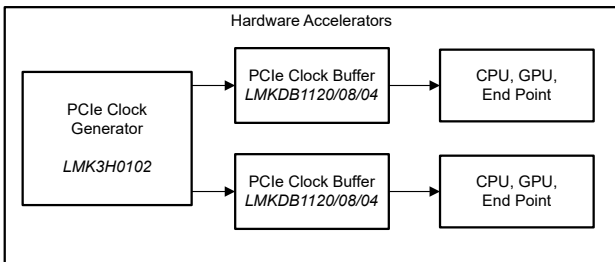 Hardware Accelerators
PCIe Clock
Generator
LMK3H0102
PCIe Clock Buffer
LMKDB1120/08/04
CPU, GPU,
End Point
PCIe Clock Buffer
LMKDB1120/08/04
CPU, GPU,
End Point